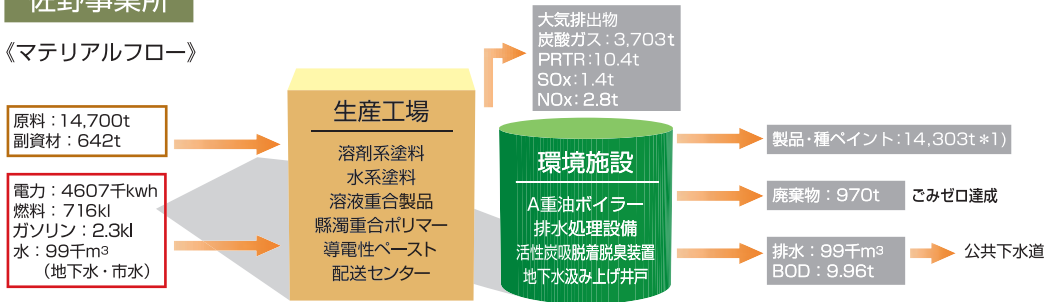 佐野事業所
《マテリアルフロー》
原料：14,700t
副資材：642t
電力：4607千kwh
燃料：716kl
ガソリン：2.3kl
水：99千m³
（地下水・市水）
生産工場
溶剤系塗料
水系塗料
溶液重合製品
懸濁重合ポリマー
導電性ペースト
配送センター
大気排出物
炭酸ガス：3,703t
PRTR：10.4t
SOx：1.4t
NOx：2.8t
環境施設
A重油ボイラー
排水処理設備
活性炭吸脱着脱臭装置
地下水汲み上げ井戸
製品・種ペイント：14,303t＊1)
廃棄物：970t
ごみゼロ達成
排水：99千m³
BOD：9.96t
公共下水道